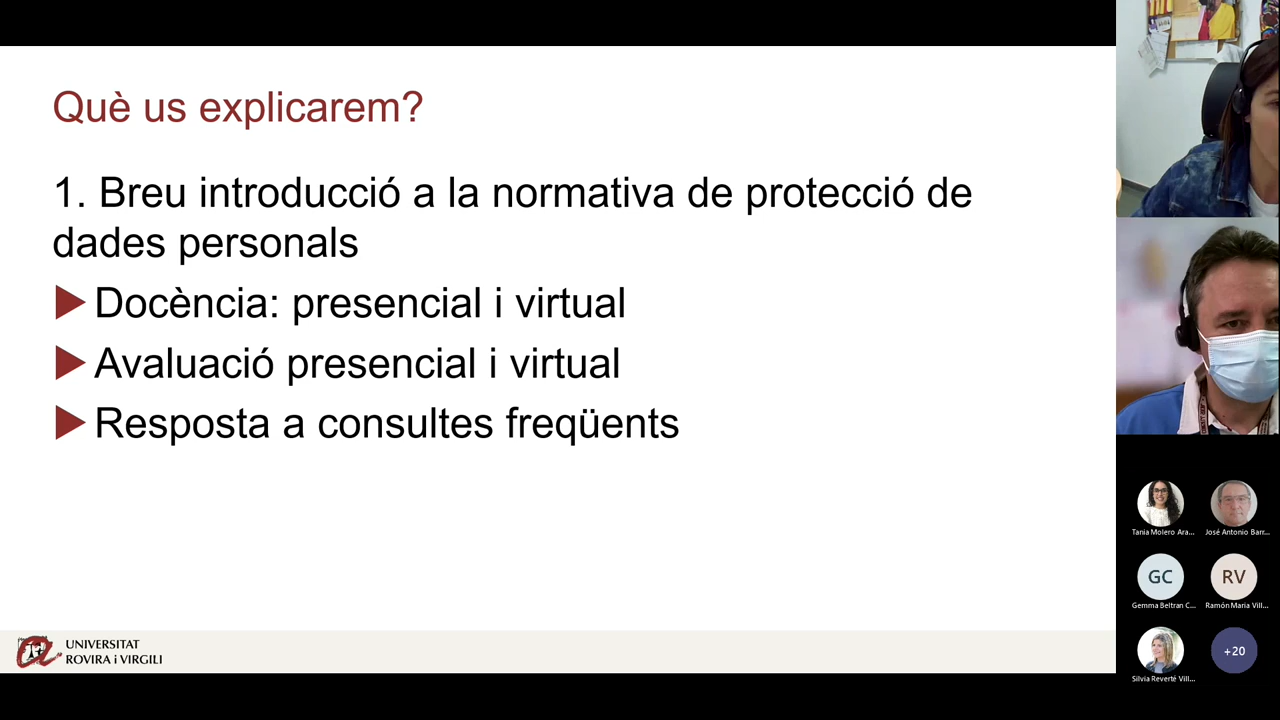 Què us explicarem?
1. Breu introducció a la normativa de protecció de
dades personals
Docència: presencial i virtual
Avaluació presencial i virtual
Resposta a consultes freqüents
UNIVERSITAT
ROVIRA i VIRGILI
Tania Molero Ara...
José Antonio Barr...
GC
RV
Gemma Beltran C...
Ramón Maria Vill...
+20
Silvia Reverté Vill...